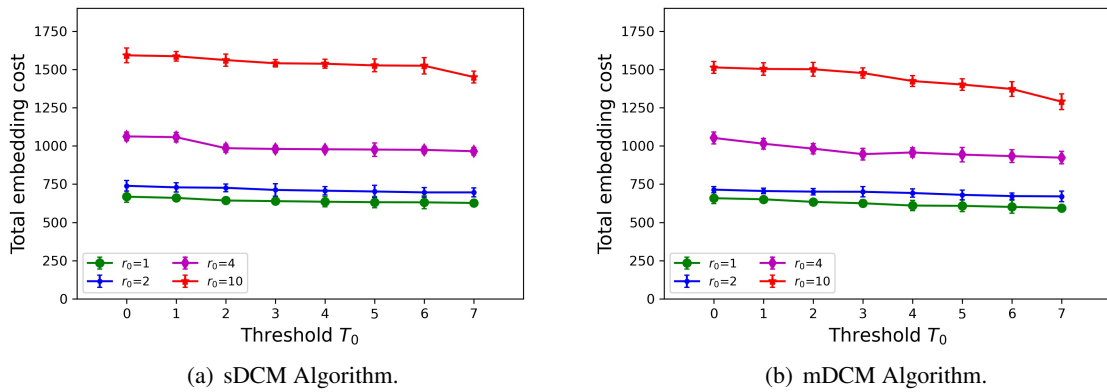 Total embedding cost
1750
1500
1250
1000
750
500
250
0
r₀=1
r₀=2
r₀=4
r₀=10
0 1 2 3 4 5 6 7
Threshold T₀
(a) sDCM Algorithm.
Total embedding cost
1750
1500
1250
1000
750
500
250
0
r₀=1
r₀=2
r₀=4
r₀=10
0 1 2 3 4 5 6 7
Threshold T₀
(b) mDCM Algorithm.